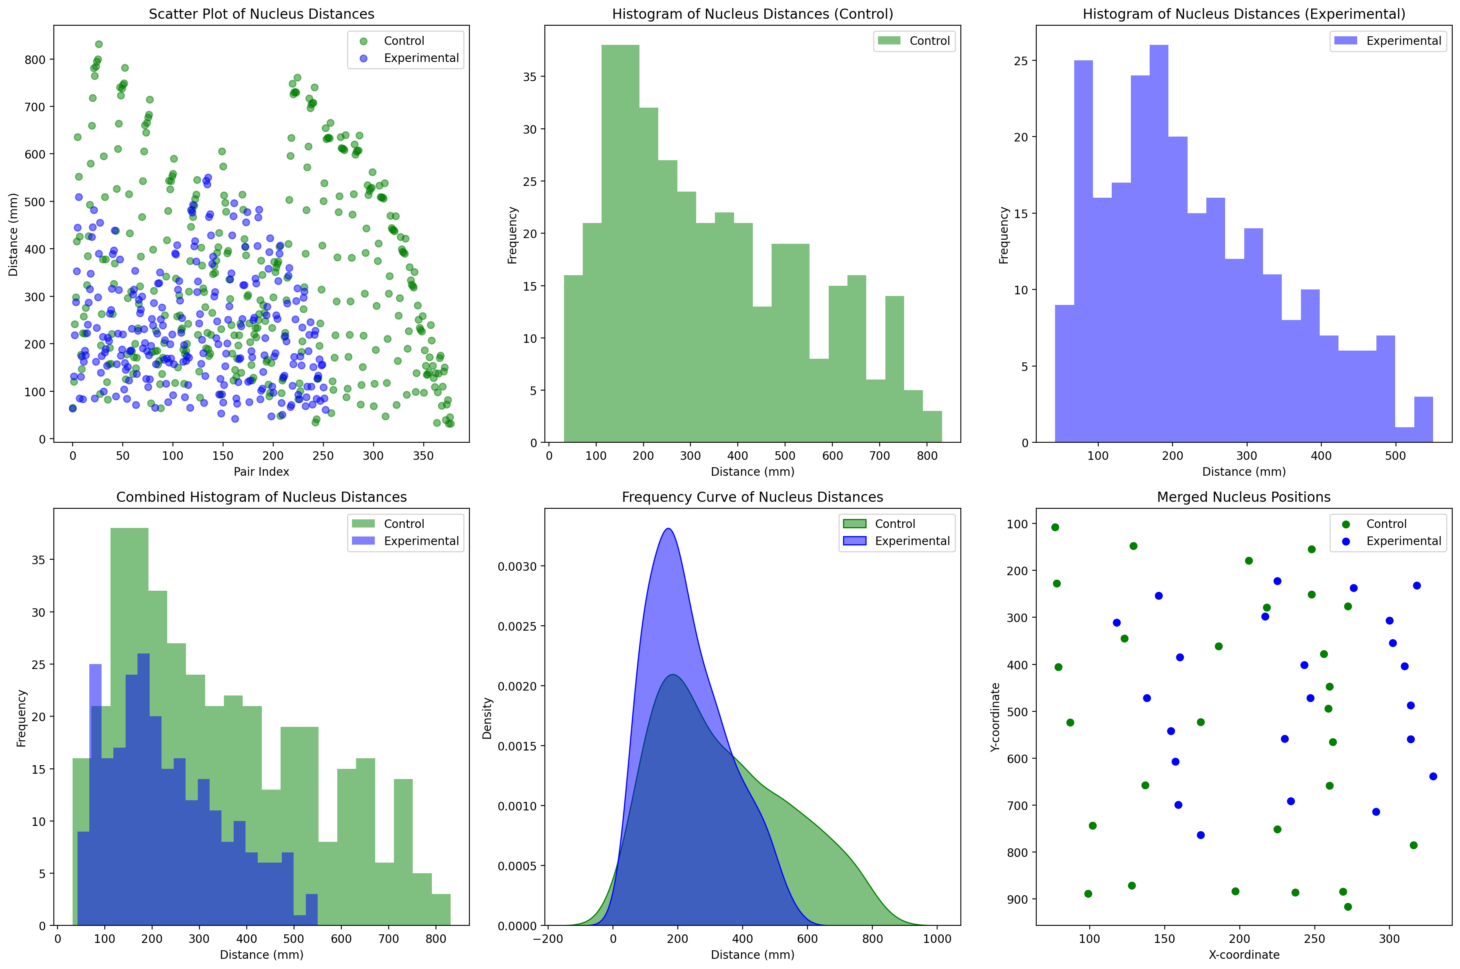 Scatter Plot of Nucleus Distances
Control
Experimental
800
700
600
500
400
300
200
100
0
Distance (mm)
0 50 100 150 200 250 300 350
Pair Index
Histogram of Nucleus Distances (Control)
Control
35
30
25
20
15
10
5
0
Frequency
0 100 200 300 400 500 600 700 800
Distance (mm)
Histogram of Nucleus Distances (Experimental)
Experimental
25
20
15
10
5
0
Frequency
100 200 300 400 500
Distance (mm)
Combined Histogram of Nucleus Distances
Control
Experimental
35
30
25
20
15
10
5
0
Frequency
0 100 200 300 400 500 600 700 800
Distance (mm)
Frequency Curve of Nucleus Distances
Control
Experimental
0.0030
0.0025
0.0020
0.0015
0.0010
0.0005
0.0000
Density
−200 0 200 400 600 800 1000
Distance (mm)
Merged Nucleus Positions
Control
Experimental
100
200
300
400
500
600
700
800
900
Y-coordinate
100 150 200 250 300
X-coordinate